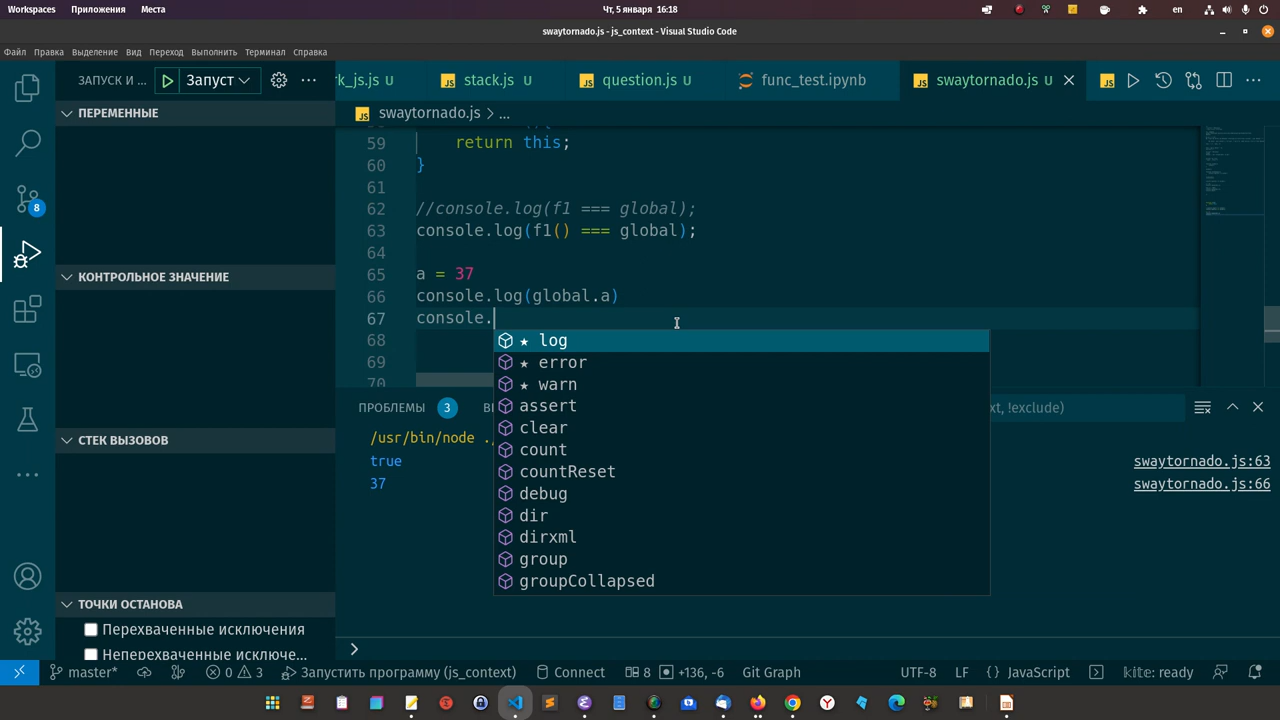 Workspaces Приложения Места Чт, 5 января 16:18 en
swaytornado.js - js_context - Visual Studio Code
Файл Правка Выделение Вид Переход Выполнить Терминал Справка
ЗАПУСК И ... Запуст
rk_js.js U stack.js U question.js U func_test.ipynb swaytornado.js U
ПЕРЕМЕННЫЕ
swaytornado.js > ...
59 return this;
60 }
61
62 //console.log(f1 === global);
63 console.log(f1() === global);
64
65 a = 37
66 console.log(global.a)
67 console.
68
69
70
8
КОНТРОЛЬНОЕ ЗНАЧЕНИЕ
log
error
warn
assert
clear
count
countReset
debug
dir
dirxml
group
groupCollapsed
ПРОБЛЕМЫ 3 xt, !exclude)
/usr/bin/node .
true swaytornado.js:63
37 swaytornado.js:66
СТЕК ВЫЗОВОВ
ТОЧКИ ОСТАНОВА
Перехваченные исключения
Неперехваченные исключе...
master* 0 3 Запустить программу (js_context) Connect 8 +136, -6 Git Graph UTF-8 LF {} JavaScript kite: ready